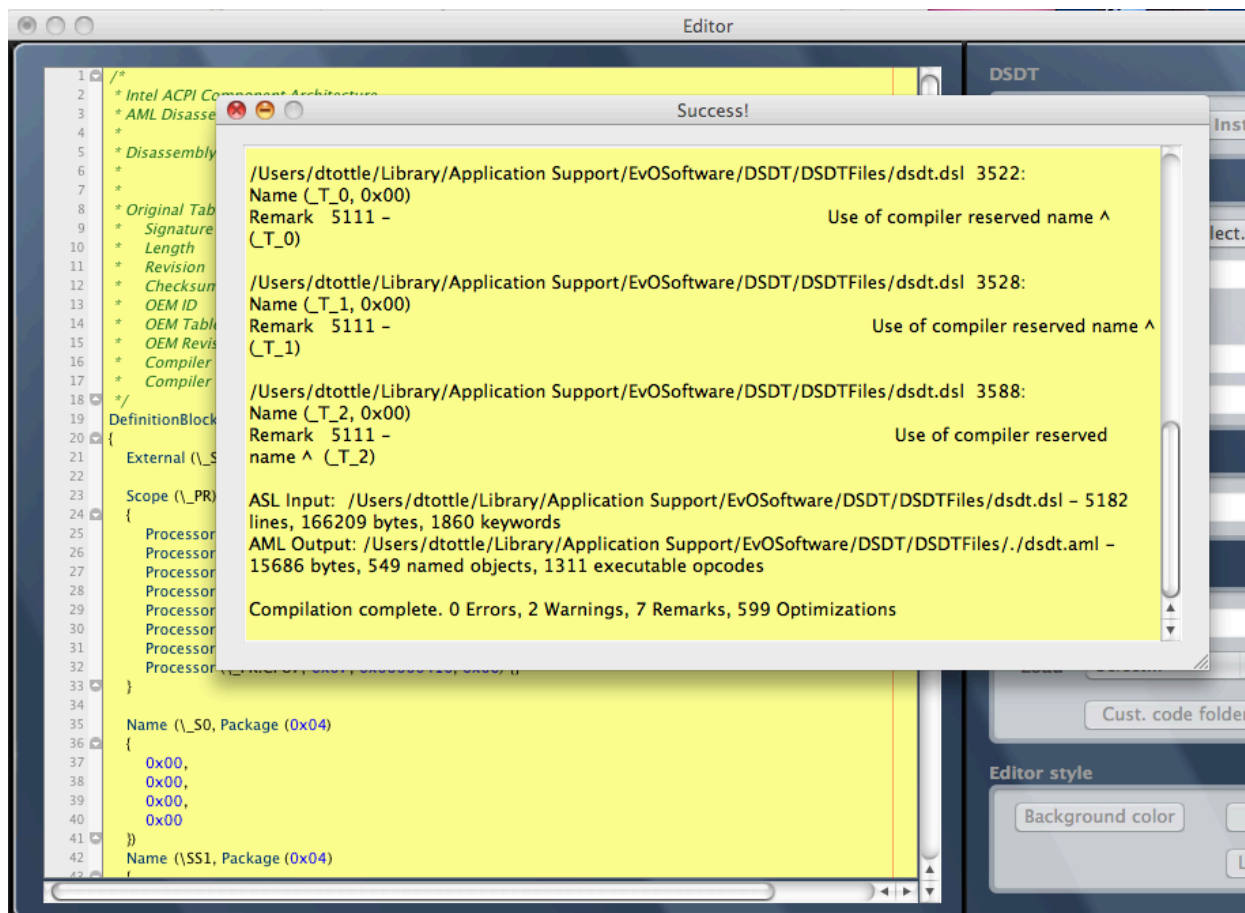 Editor
1 /*
2 * Intel ACPI Component Architecture
3 * AML Disasse
4 *
5 * Disassembly
6 *
7 *
8 * Original Tab
9 * Signature
10 * Length
11 * Revision
12 * Checksum
13 * OEM ID
14 * OEM Table
15 * OEM Revis
16 * Compiler
17 * Compiler
18 */
19 DefinitionBlock
20 {
21 External (\_S
22
23 Scope (\_PR)
24 {
25 Processor
26 Processor
27 Processor
28 Processor
29 Processor
30 Processor
31 Processor
32 Processor
33 }
34
35 Name (\_S0, Package (0x04)
36 {
37 0x00,
38 0x00,
39 0x00,
40 0x00
41 })
42 Name (\SS1, Package (0x04)
43 {
Success!
/Users/dtottle/Library/Application Support/EvOSoftware/DSDT/DSDTFiles/dsdt.dsl 3522:
Name (_T_0, 0x00)
Remark 5111 – Use of compiler reserved name ^
(_T_0)
/Users/dtottle/Library/Application Support/EvOSoftware/DSDT/DSDTFiles/dsdt.dsl 3528:
Name (_T_1, 0x00)
Remark 5111 – Use of compiler reserved name ^
(_T_1)
/Users/dtottle/Library/Application Support/EvOSoftware/DSDT/DSDTFiles/dsdt.dsl 3588:
Name (_T_2, 0x00)
Remark 5111 – Use of compiler reserved
name ^ (_T_2)
ASL Input: /Users/dtottle/Library/Application Support/EvOSoftware/DSDT/DSDTFiles/dsdt.dsl – 5182
lines, 166209 bytes, 1860 keywords
AML Output: /Users/dtottle/Library/Application Support/EvOSoftware/DSDT/DSDTFiles/./dsdt.aml –
15686 bytes, 549 named objects, 1311 executable opcodes
Compilation complete. 0 Errors, 2 Warnings, 7 Remarks, 599 Optimizations
DSDT
Inst
lect.
Cust. code folder
Editor style
Background color
L